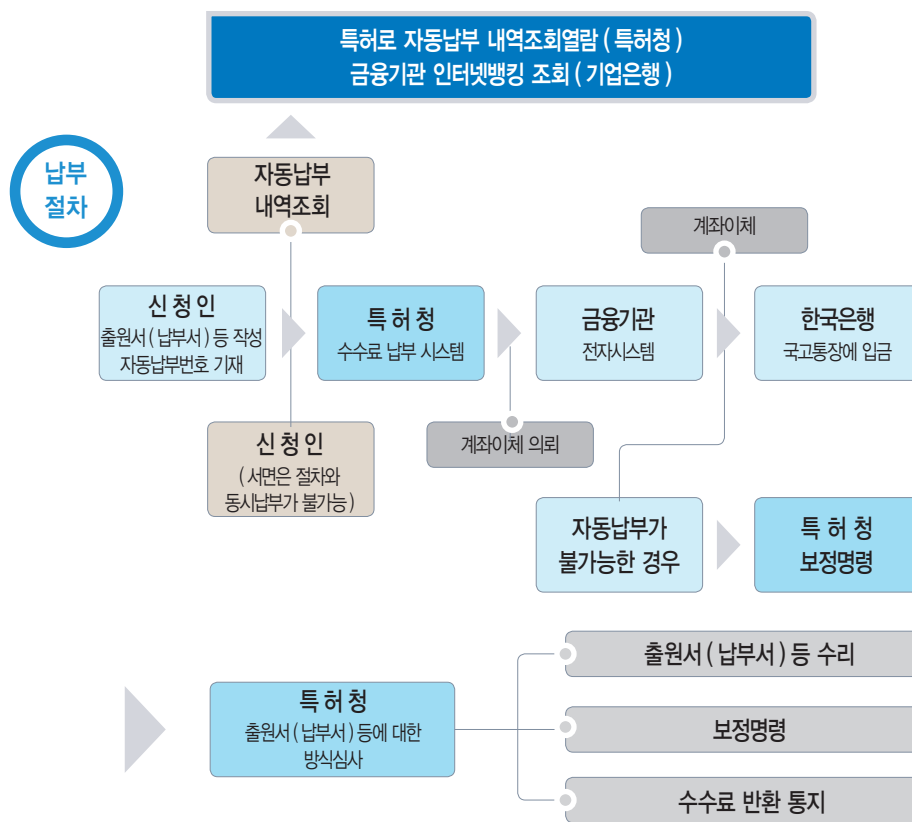 특허로 자동납부 내역조회열람 ( 특허청 )
금융기관 인터넷뱅킹 조회 ( 기업은행 )
납부
절차
자동납부
내역조회
계좌이체
신 청 인
출원서 ( 납부서 ) 등 작성
자동납부번호 기재
특 허 청
수수료 납부 시스템
금융기관
전자시스템
한국은행
국고통장에 입금
신 청 인
( 서면은 절차와
동시납부가 불가능 )
계좌이체 의뢰
자동납부가
불가능한 경우
특 허 청
보정명령
특 허 청
출원서 ( 납부서 ) 등에 대한
방식심사
출원서 ( 납부서 ) 등 수리
보정명령
수수료 반환 통지